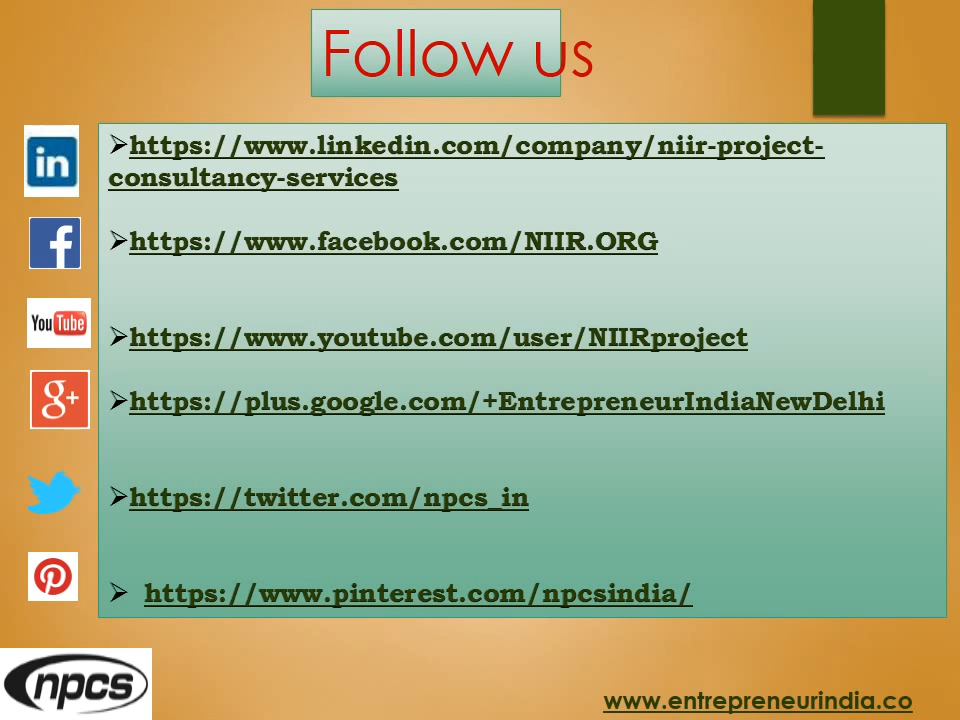 Follow us
in
➢https://www.linkedin.com/company/niir-project-
consultancy-services
f
➢https://www.facebook.com/NIIR.ORG
YouTube
➢https://www.youtube.com/user/NIIRproject
g+
➢https://plus.google.com/+EntrepreneurIndiaNewDelhi
➢https://twitter.com/npcs_in
➢ https://www.pinterest.com/npcsindia/
npcs
www.entrepreneurindia.co